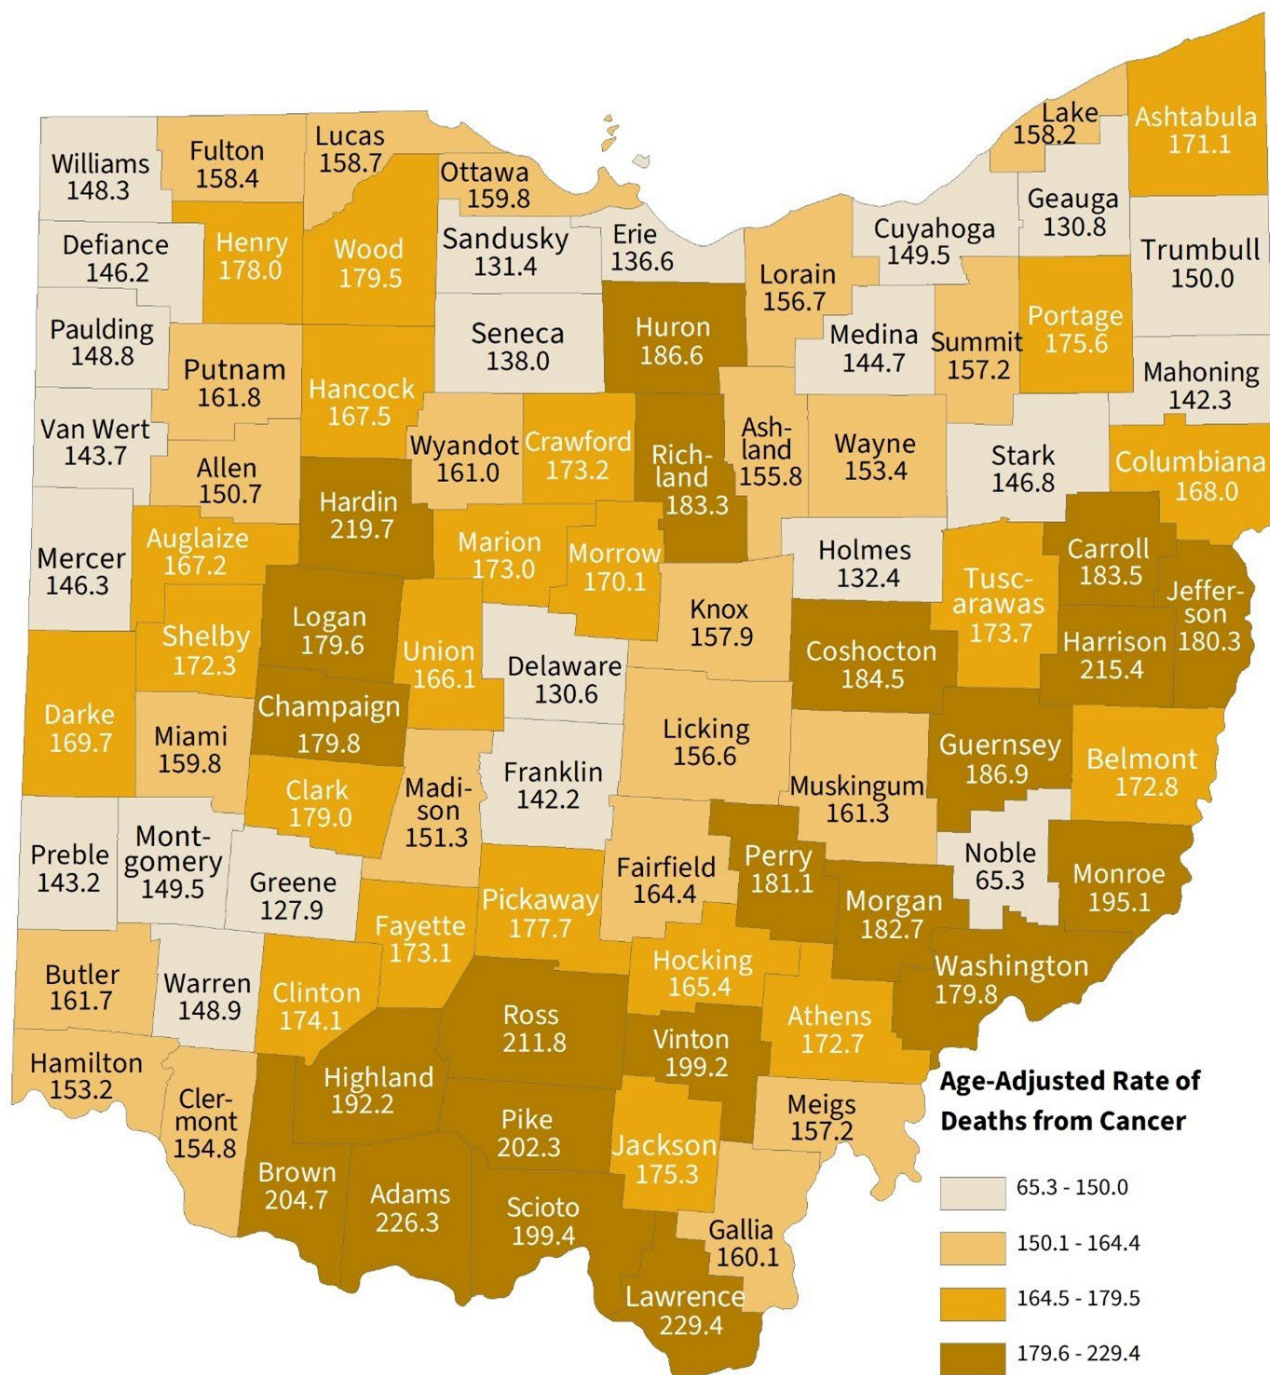 Lake
158.2
Ashtabula
171.1
Williams
148.3
Fulton
158.4
Lucas
158.7
Ottawa
159.8
Geauga
130.8
Defiance
146.2
Henry
178.0
Wood
179.5
Sandusky
131.4
Erie
136.6
Cuyahoga
149.5
Trumbull
150.0
Lorain
156.7
Paulding
148.8
Seneca
138.0
Huron
186.6
Medina
144.7
Summit
157.2
Portage
175.6
Putnam
161.8
Hancock
167.5
Mahoning
142.3
Van Wert
143.7
Allen
150.7
Wyandot
161.0
Crawford
173.2
Rich-
land
183.3
Ash-
land
155.8
Wayne
153.4
Stark
146.8
Columbiana
168.0
Hardin
219.7
Mercer
146.3
Auglaize
167.2
Marion
173.0
Morrow
170.1
Holmes
132.4
Carroll
183.5
Tusc-
arawas
173.7
Jeffer-
son
180.3
Logan
179.6
Knox
157.9
Shelby
172.3
Union
166.1
Delaware
130.6
Coshocton
184.5
Harrison
215.4
Darke
169.7
Miami
159.8
Champaign
179.8
Licking
156.6
Guernsey
186.9
Belmont
172.8
Clark
179.0
Madi-
son
151.3
Franklin
142.2
Muskingum
161.3
Preble
143.2
Mont-
gomery
149.5
Greene
127.9
Fairfield
164.4
Perry
181.1
Noble
65.3
Monroe
195.1
Pickaway
177.7
Morgan
182.7
Fayette
173.1
Butler
161.7
Warren
148.9
Clinton
174.1
Hocking
165.4
Washington
179.8
Ross
211.8
Vinton
199.2
Athens
172.7
Hamilton
153.2
Highland
192.2
Cler-
mont
154.8
Pike
202.3
Jackson
175.3
Meigs
157.2
Brown
204.7
Adams
226.3
Scioto
199.4
Gallia
160.1
Lawrence
229.4
Age-Adjusted Rate of
Deaths from Cancer
65.3 - 150.0
150.1 - 164.4
164.5 - 179.5
179.6 - 229.4